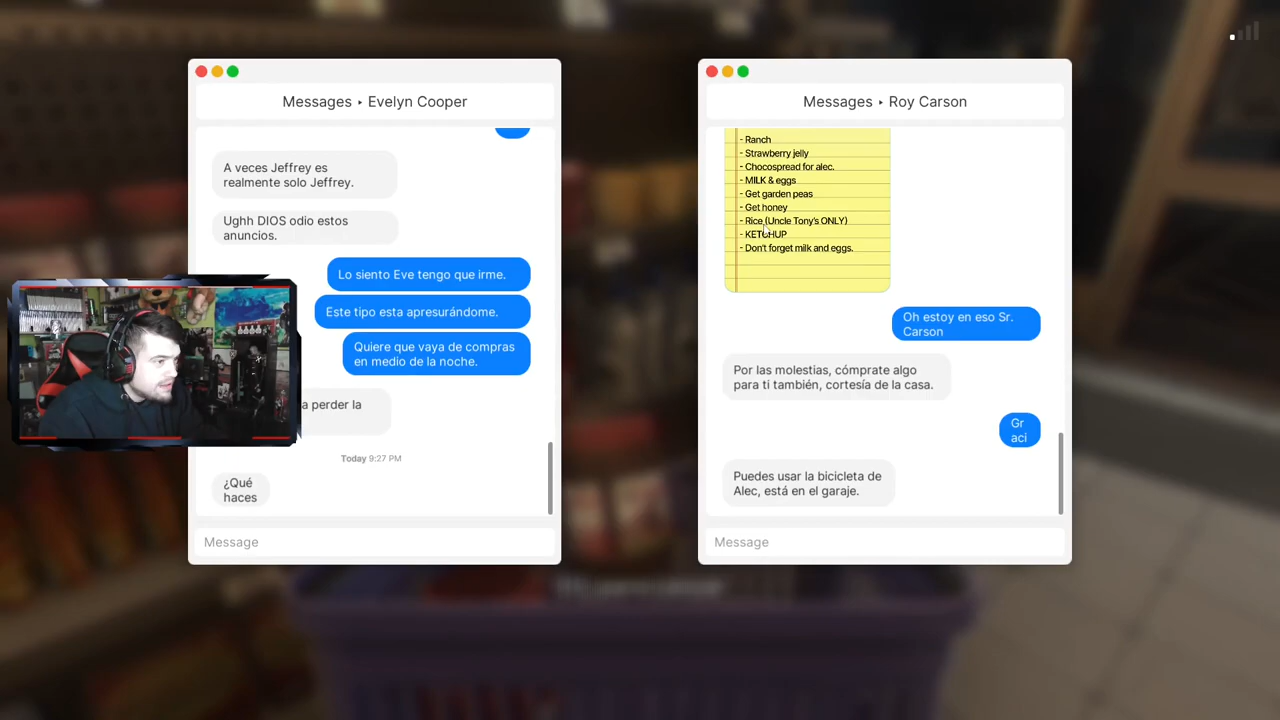 Messages ▸ Evelyn Cooper
A veces Jeffrey es
realmente solo Jeffrey.
Ughh DIOS odio estos
anuncios.
Lo siento Eve tengo que irme.
Este tipo esta apresurándome.
Quiere que vaya de compras
en medio de la noche.
a perder la
Today 9:27 PM
¿Qué
haces
Message
Messages ▸ Roy Carson
- Ranch
- Strawberry jelly
- Chocospread for alec.
- MILK & eggs
- Get garden peas
- Get honey
- Rice (Uncle Tony's ONLY)
- KETCHUP
- Don't forget milk and eggs.
Oh estoy en eso Sr.
Carson
Por las molestias, cómprate algo
para ti también, cortesía de la casa.
Gr
aci
Puedes usar la bicicleta de
Alec, está en el garaje.
Message